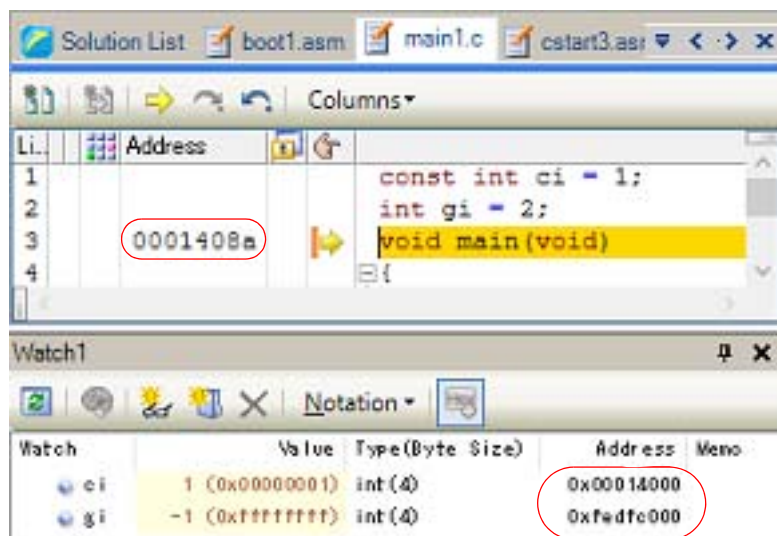 Solution List boot1.asm main1.c cstart3.asm
Columns
Li.. Address
1 const int ci = 1;
2 int gi = 2;
3 0001408a void main(void)
4 {
Watch1
Notation
Watch Value Type(Byte Size) Address Memo
ci 1 (0x00000001) int(4) 0x00014000
gi -1 (0xffffffff) int(4) 0xfedfc000